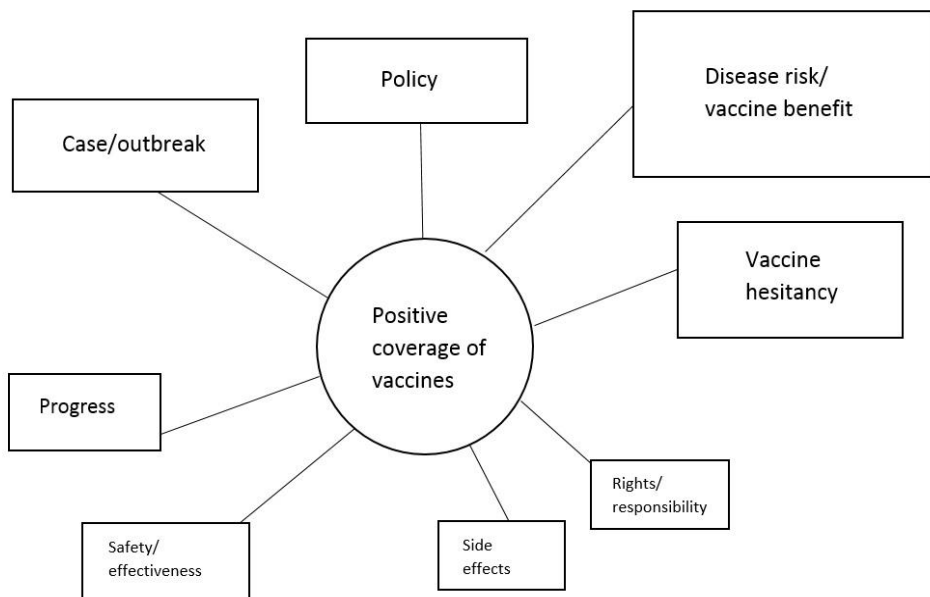 Policy
Disease risk/
vaccine benefit
Case/outbreak
Vaccine
hesitancy
Positive
coverage of
vaccines
Progress
Rights/
responsibility
Safety/
effectiveness
Side
effects